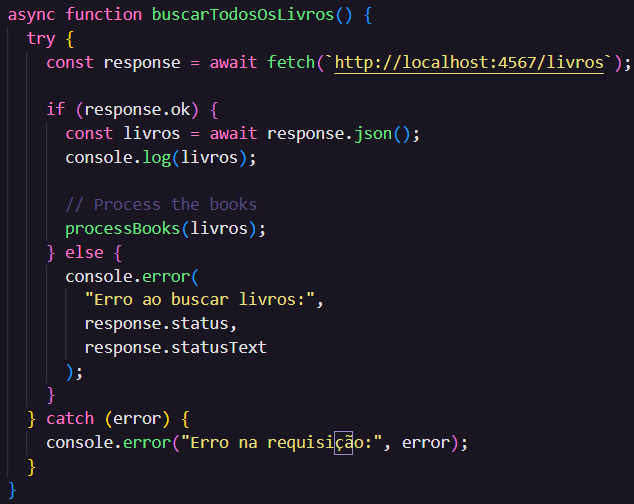 async function buscarTodosOsLivros() {
try {
const response = await fetch(`http://localhost:4567/livros`);
if (response.ok) {
const livros = await response.json();
console.log(livros);
// Process the books
processBooks(livros);
} else {
console.error(
"Erro ao buscar livros:",
response.status,
response.statusText
);
}
} catch (error) {
console.error("Erro na requisição:", error);
}
}